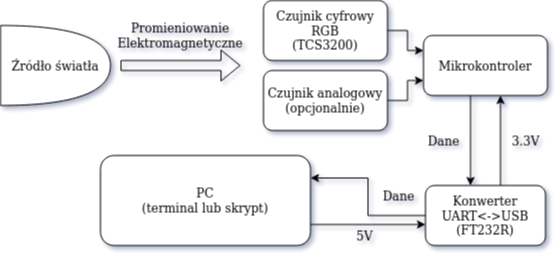 Promieniowanie
Elektromagnetyczne
Źródło światła
Czujnik cyfrowy
RGB
(TCS3200)
Czujnik analogowy
(opcjonalnie)
Mikrokontroler
Dane
3.3V
PC
(terminal lub skrypt)
Dane
5V
Konwerter
UART<->USB
(FT232R)